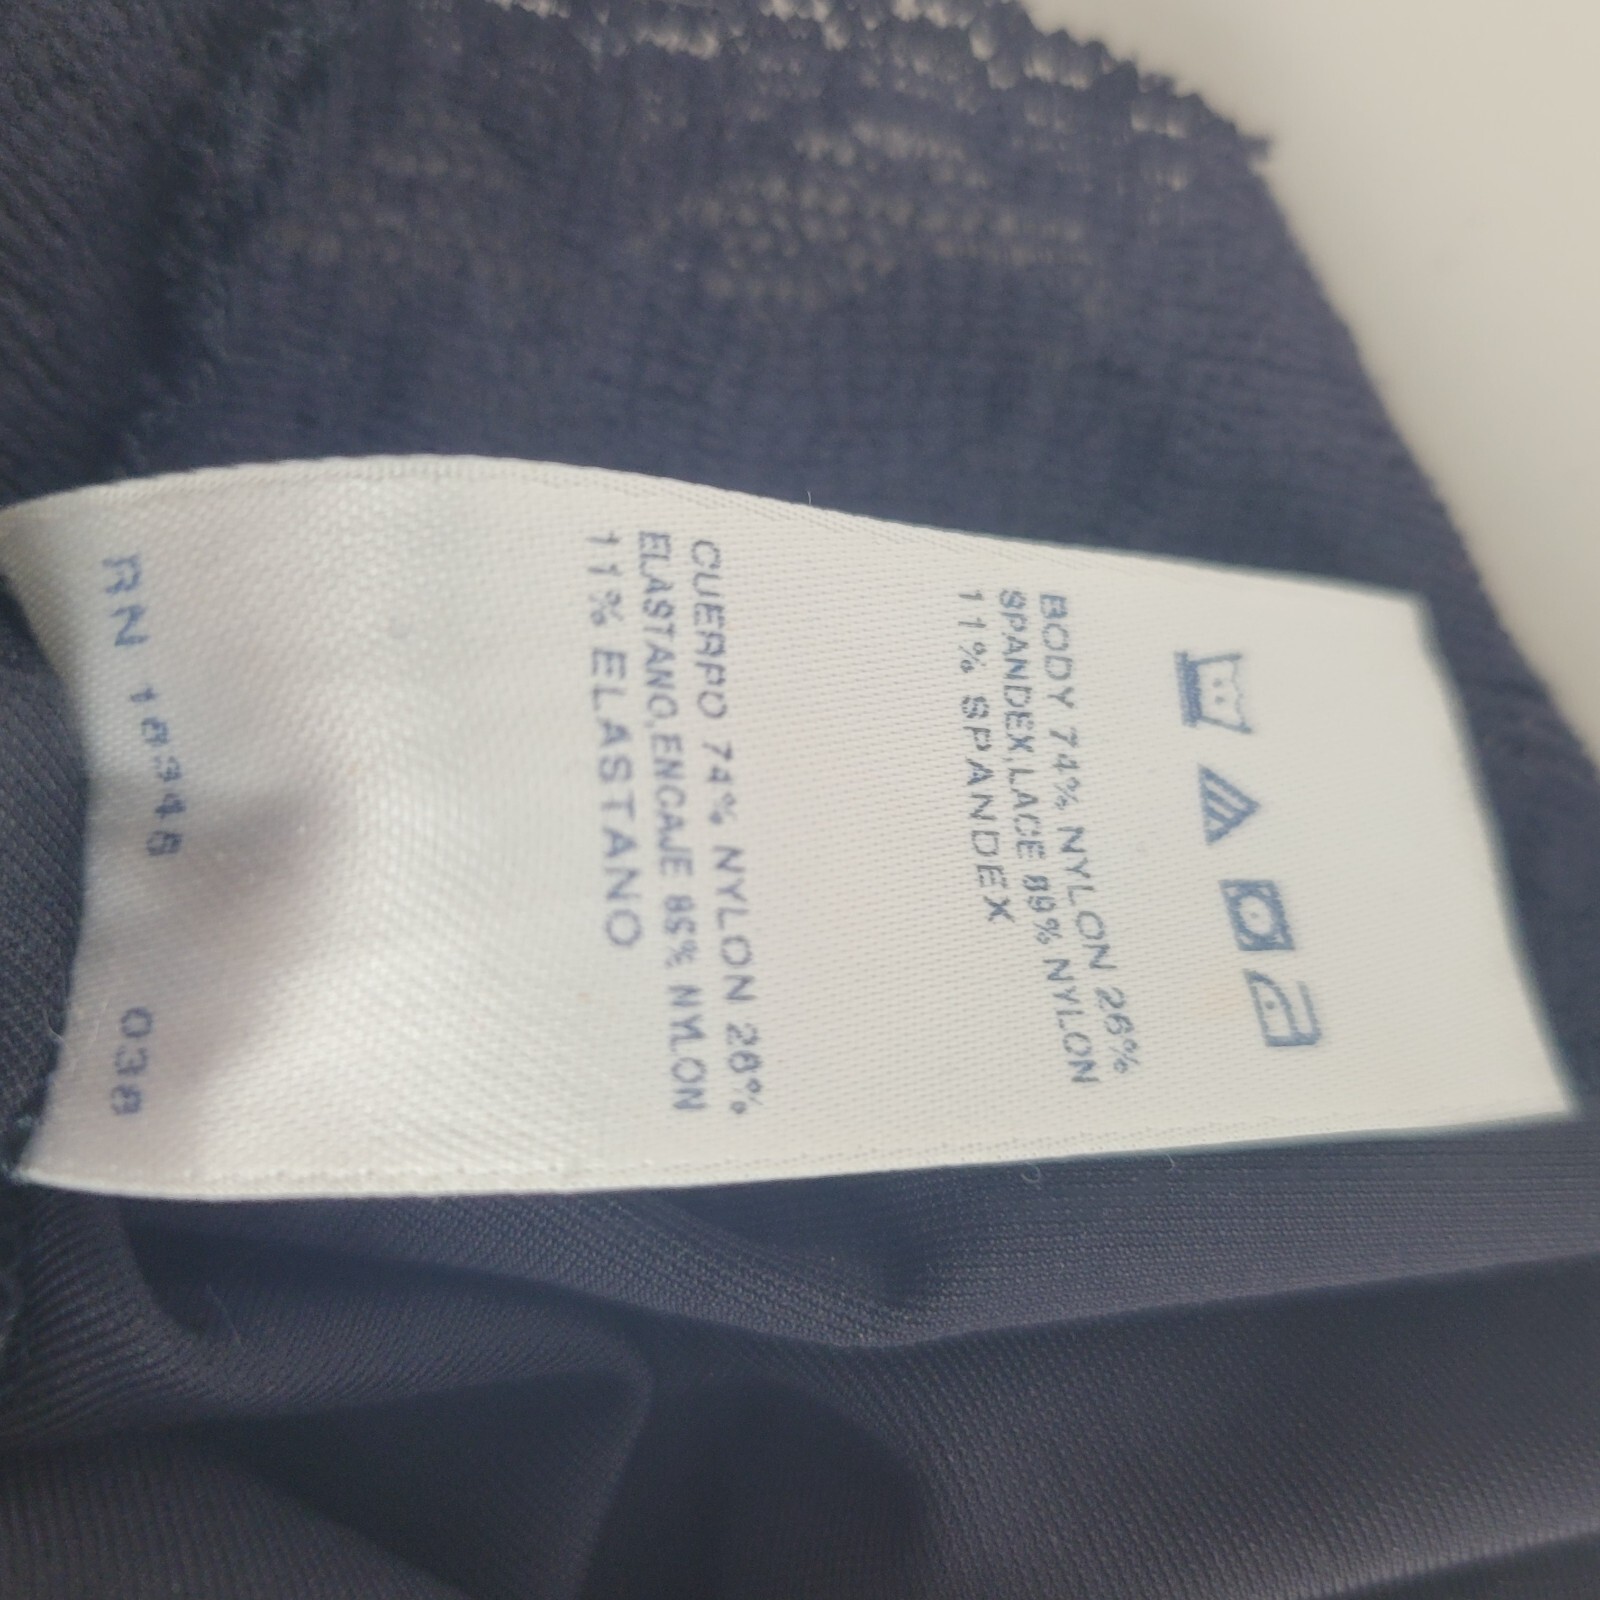 BODY 74% NYLON 26%
SPANDEX,LACE 89% NYLON
11% SPANDEX
CUERPO 74% NYLON 26%
ELASTANO,ENCAJE 89% NYLON
11% ELASTANO
RN 038